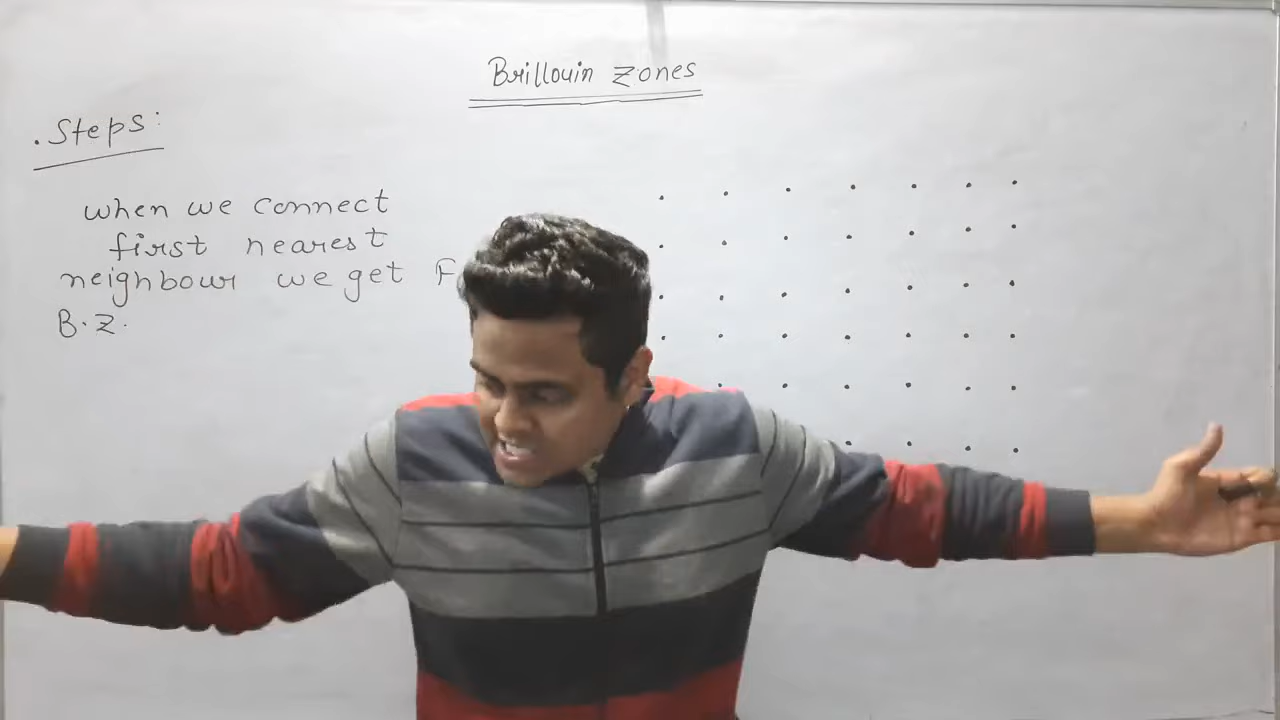 Brillouin Zones
. Steps:
when we connect
first nearest
neighbour we get F
B.Z.